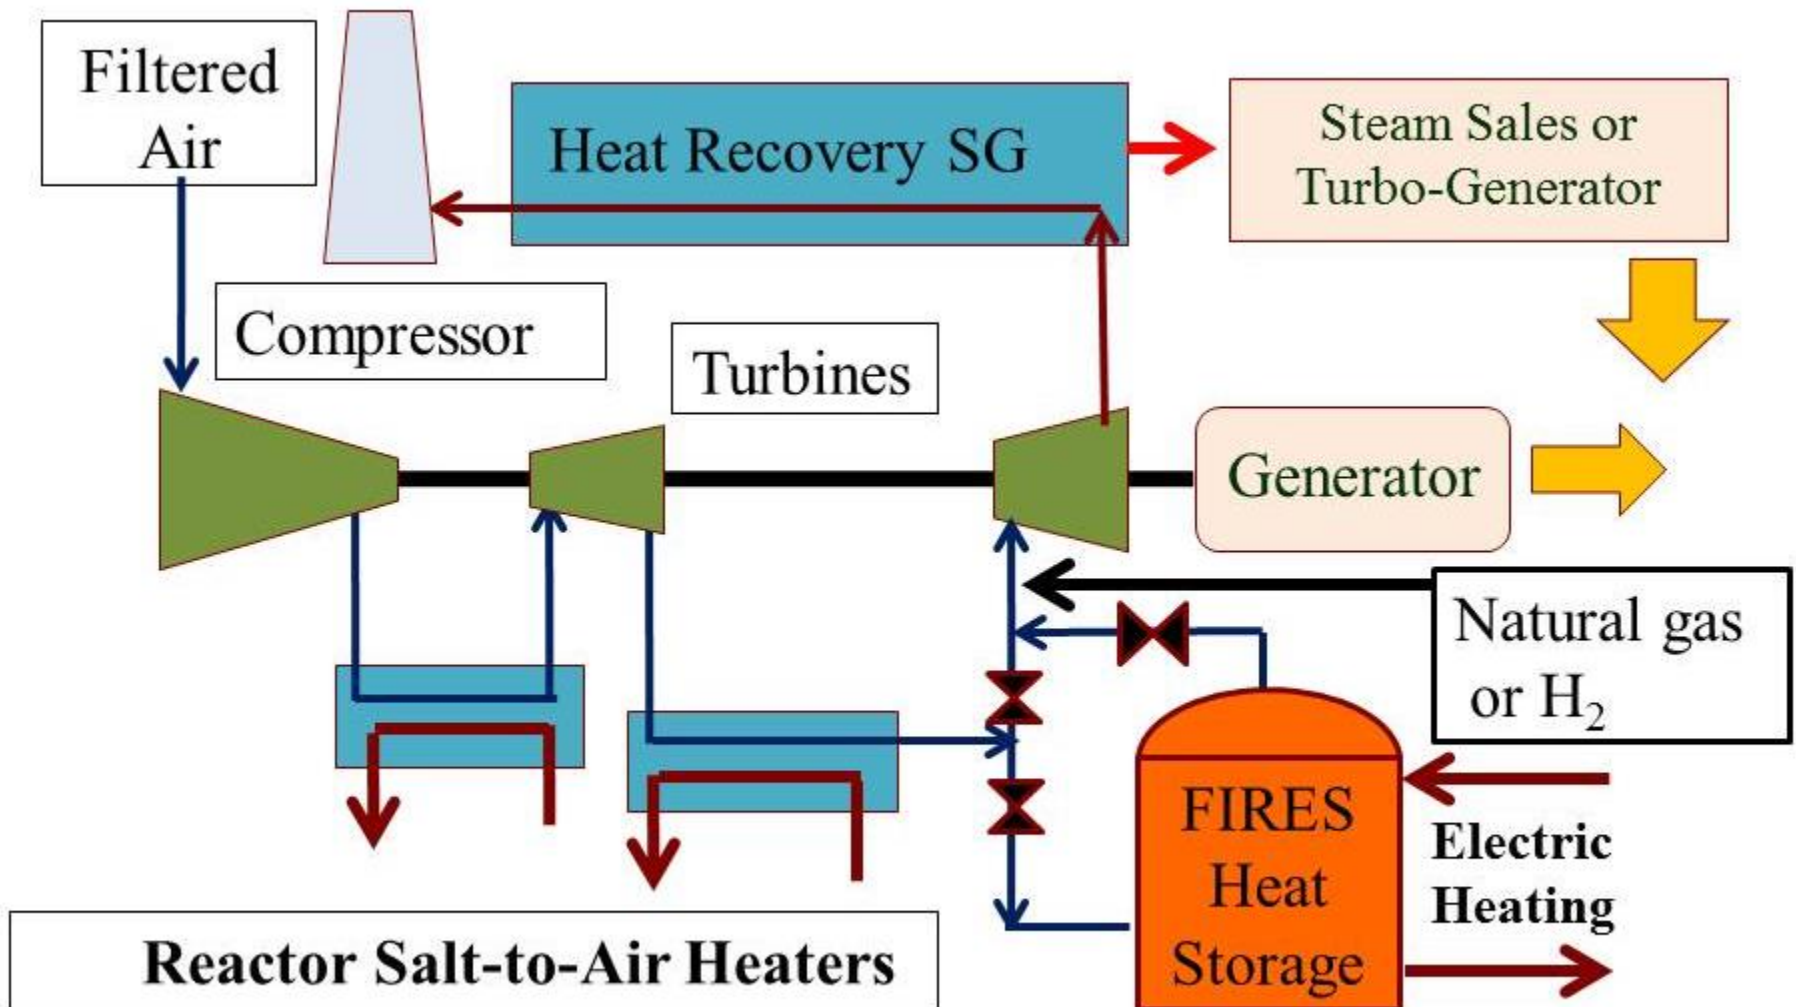 Filtered
Air
Heat Recovery SG
Steam Sales or
Turbo-Generator
Compressor
Turbines
Generator
Natural gas
or H₂
FIRES
Heat
Storage
Electric
Heating
Reactor Salt-to-Air Heaters